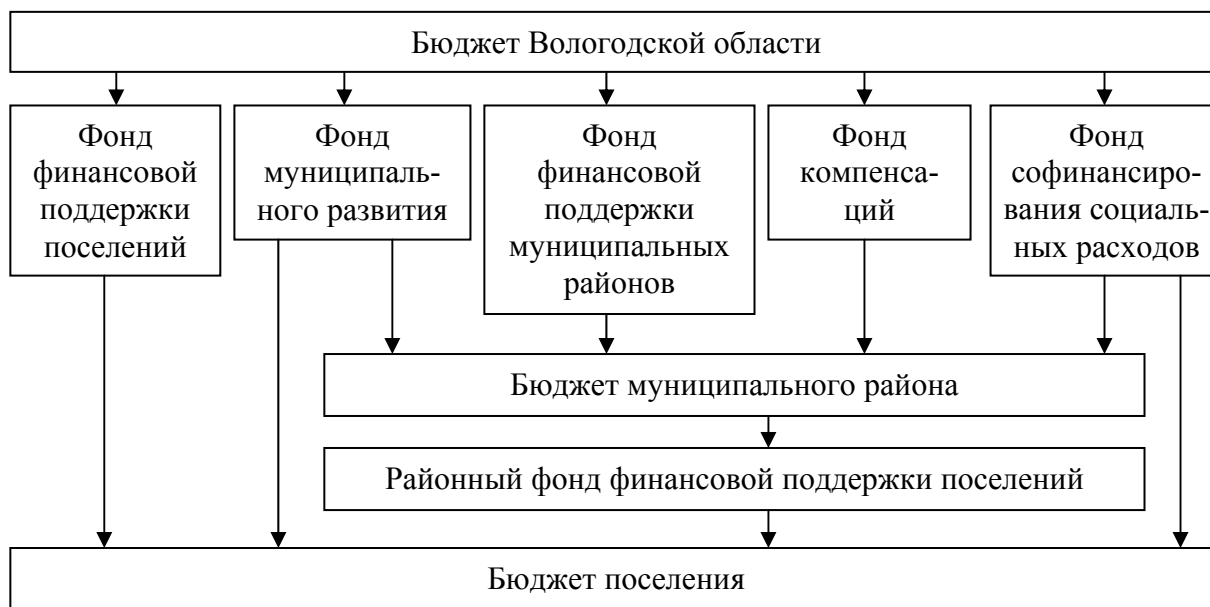 Бюджет Вологодской области
Фонд
финансовой
поддержки
поселений
Фонд
муниципаль-
ного развития
Фонд
финансовой
поддержки
муниципальных
районов
Фонд
компенса-
ций
Фонд
софинансиро-
вания социаль-
ных расходов
Бюджет муниципального района
Районный фонд финансовой поддержки поселений
Бюджет поселения